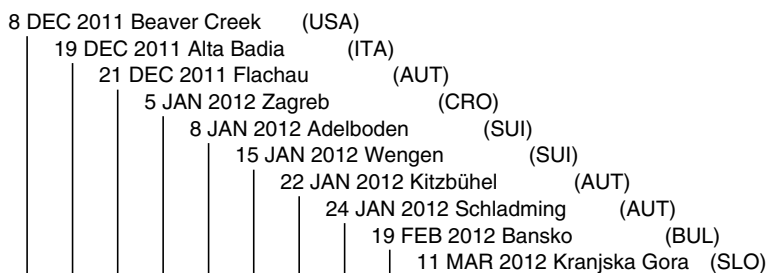 8 DEC 2011 Beaver Creek (USA)
19 DEC 2011 Alta Badia (ITA)
21 DEC 2011 Flachau (AUT)
5 JAN 2012 Zagreb (CRO)
8 JAN 2012 Adelboden (SUI)
15 JAN 2012 Wengen (SUI)
22 JAN 2012 Kitzbühel (AUT)
24 JAN 2012 Schladming (AUT)
19 FEB 2012 Bansko (BUL)
11 MAR 2012 Kranjska Gora (SLO)